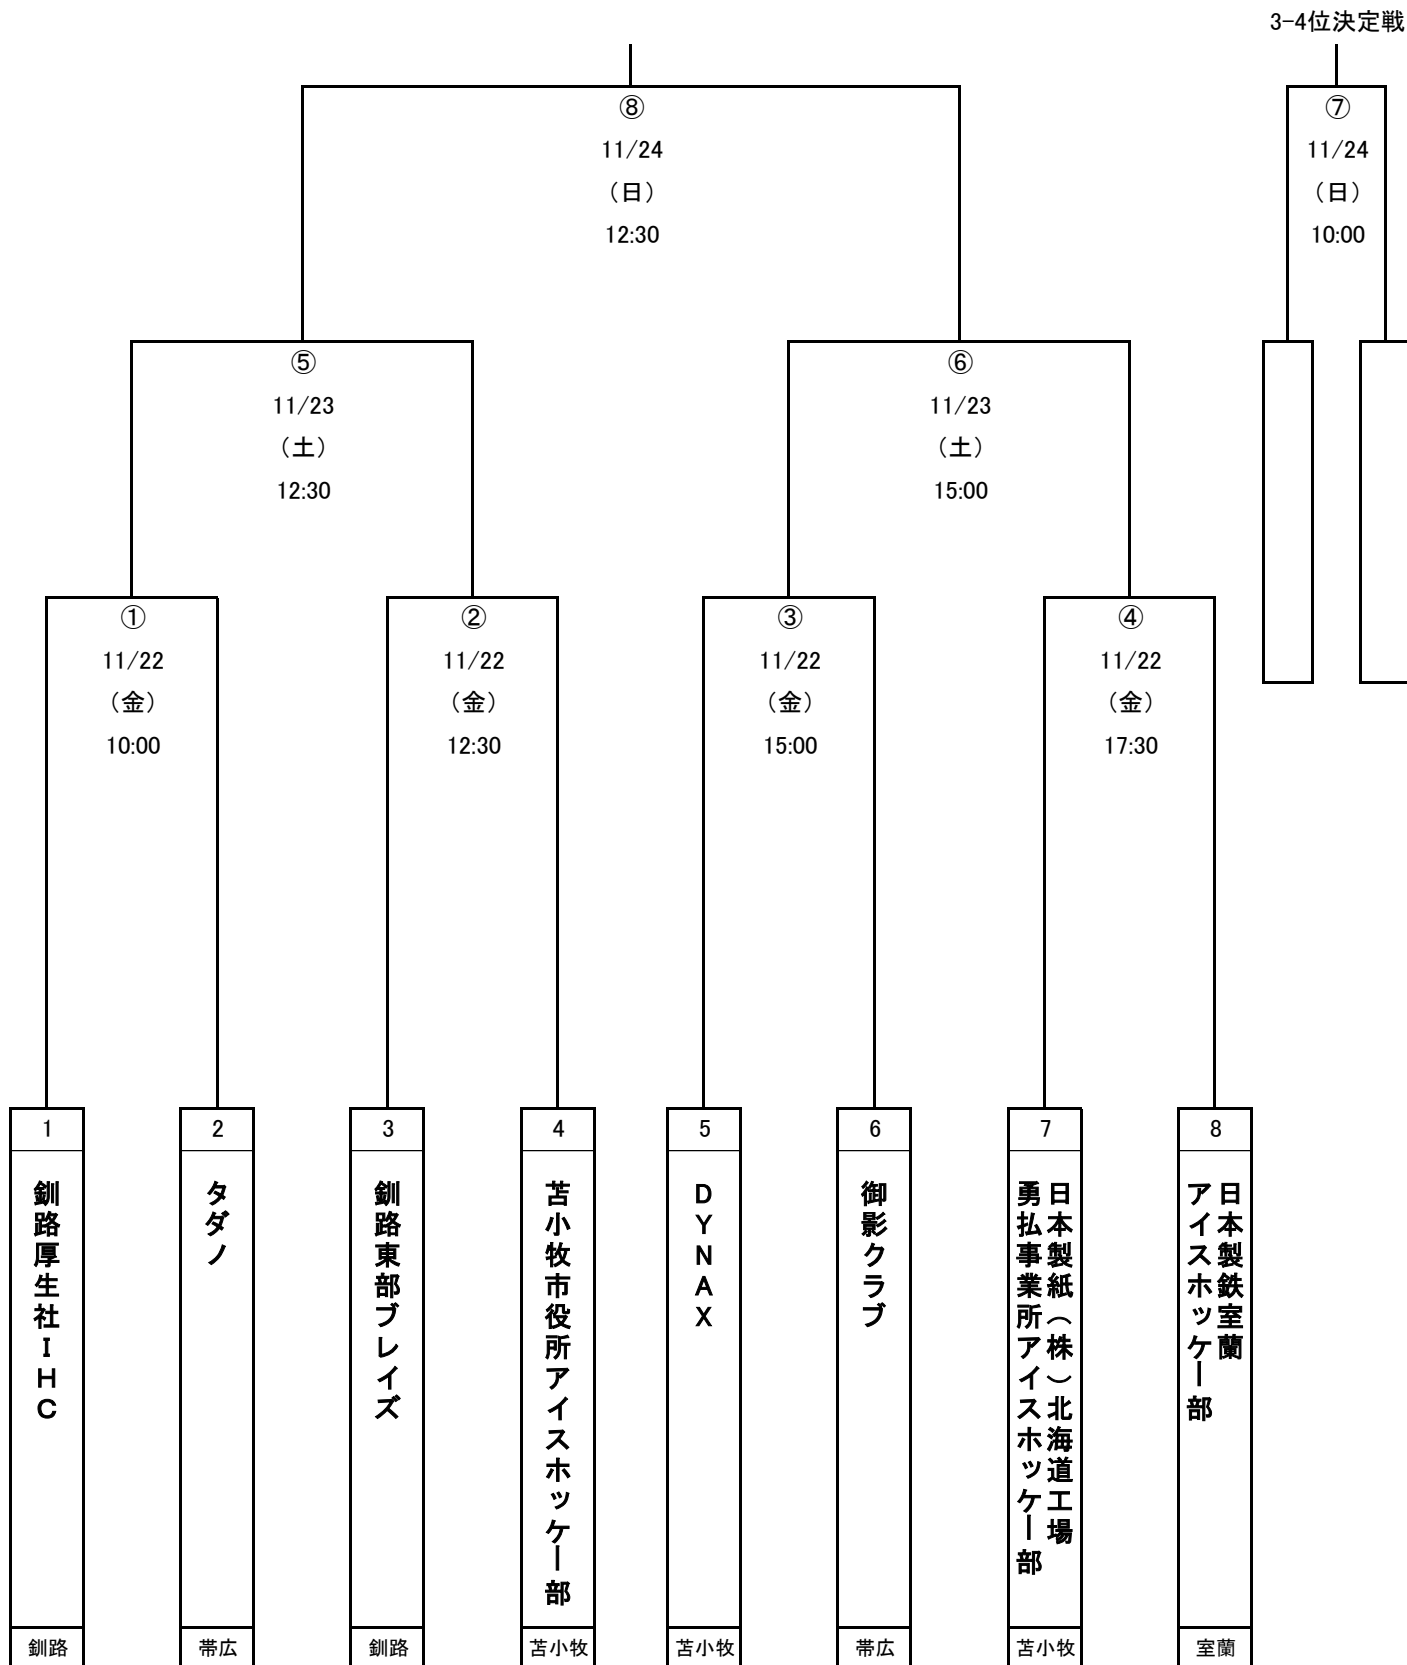 3-4位決定戦
⑧
11/24
（日）
12:30
⑦
11/24
（日）
10:00
⑤
11/23
（土）
12:30
⑥
11/23
（土）
15:00
①
11/22
（金）
10:00
②
11/22
（金）
12:30
③
11/22
（金）
15:00
④
11/22
（金）
17:30
1
釧路厚生社ＩＨＣ
釧路
2
タダノ
帯広
3
釧路東部ブレイズ
釧路
4
苫小牧市役所アイスホッケー部
苫小牧
5
ＤＹＮＡＸ
苫小牧
6
御影クラブ
帯広
7
日本製紙（株）北海道工場
勇払事業所アイスホッケー部
苫小牧
8
日本製鉄室蘭
アイスホッケー部
室蘭